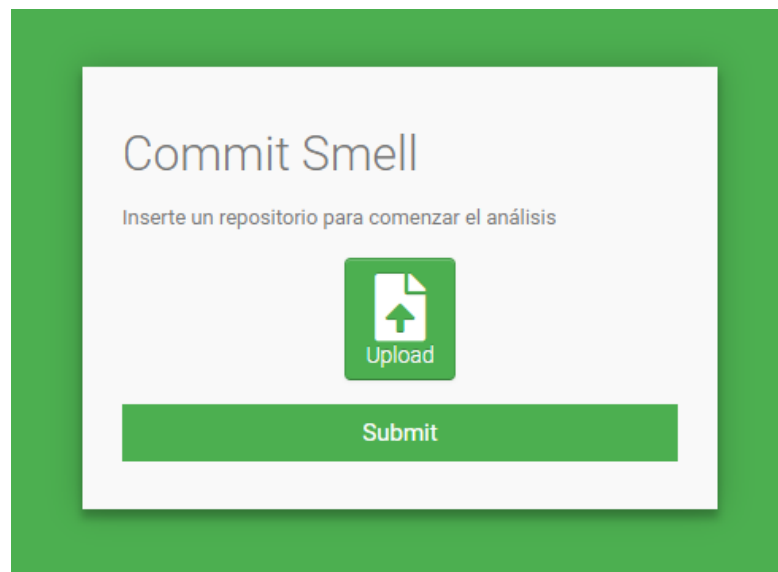 Commit Smell
Inserte un repositorio para comenzar el análisis
Upload
Submit